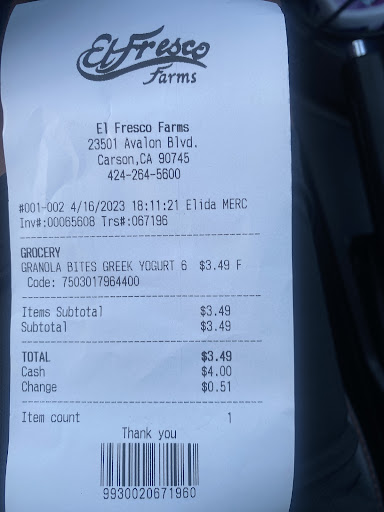 El Fresco
Farms
El Fresco Farms
23501 Avalon Blvd.
Carson,CA 90745
424-264-5600
#001-002 4/16/2023 18:11:21 Elida MERC
Inv#:00065608 Trs#:067196
GROCERY
GRANOLA BITES GREEK YOGURT 6 $3.49 F
Code: 7503017964400
Items Subtotal $3.49
Subtotal $3.49
TOTAL $3.49
Cash $4.00
Change $0.51
Item count 1
Thank you
9930020671960